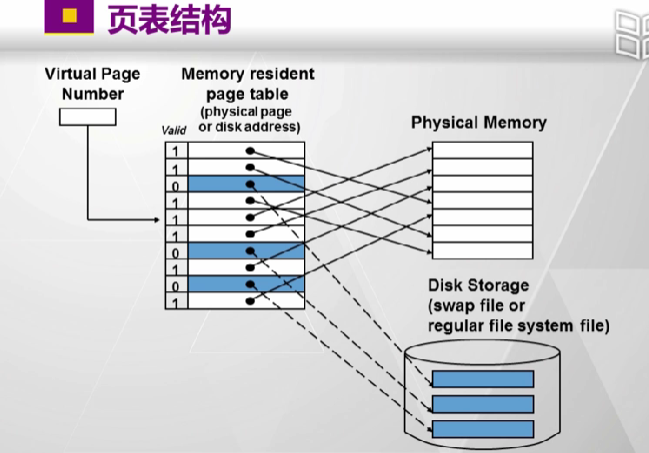 页表结构
Virtual Page
Number
Memory resident
page table
(physical page
or disk address)
Valid
Physical Memory
1
1
0
1
1
1
0
1
0
1
Disk Storage
(swap file or
regular file system file)